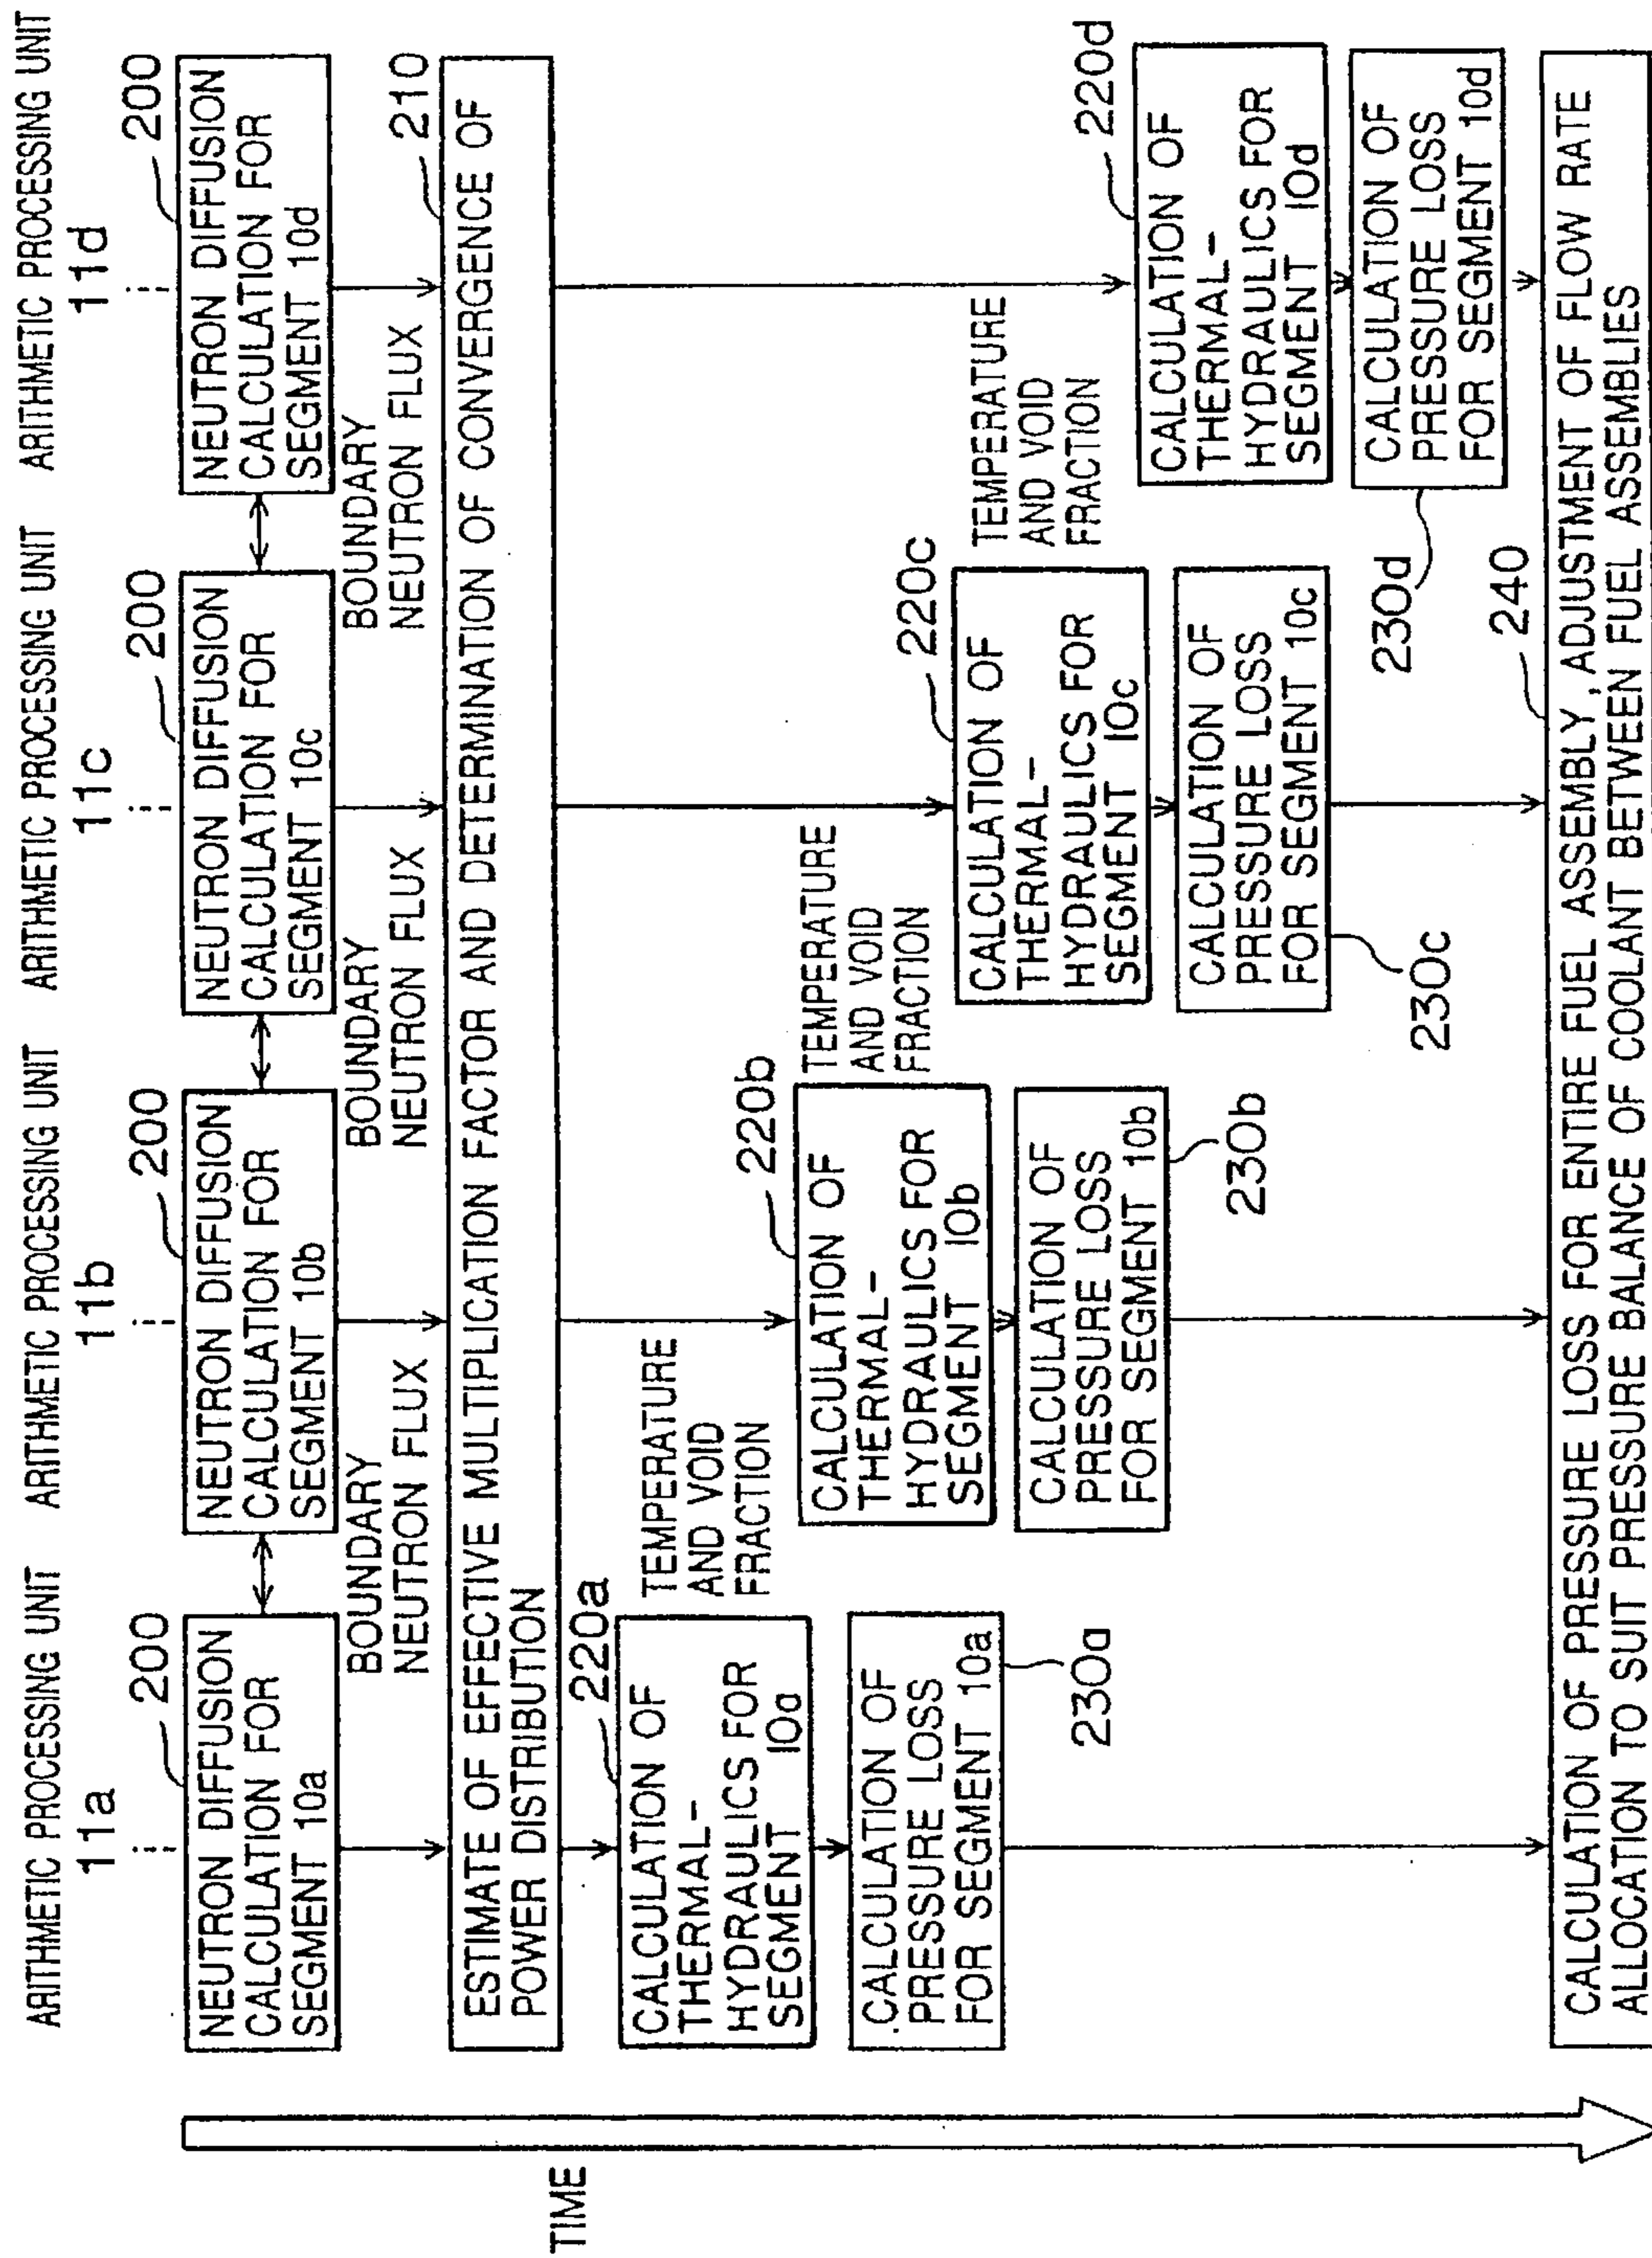 ARITHMETIC PROCESSING UNIT
11a
ARITHMETIC PROCESSING UNIT
11b
ARITHMETIC PROCESSING UNIT
11c
ARITHMETIC PROCESSING UNIT
11d
200
NEUTRON DIFFUSION
CALCULATION FOR
SEGMENT 10a
200
NEUTRON DIFFUSION
CALCULATION FOR
SEGMENT 10b
200
NEUTRON DIFFUSION
CALCULATION FOR
SEGMENT 10c
200
NEUTRON DIFFUSION
CALCULATION FOR
SEGMENT 10d
BOUNDARY
NEUTRON FLUX
BOUNDARY
NEUTRON FLUX
BOUNDARY
NEUTRON FLUX
210
ESTIMATE OF EFFECTIVE MULTIPLICATION FACTOR AND DETERMINATION OF CONVERGENCE OF
POWER DISTRIBUTION
TIME
220a
CALCULATION OF
THERMAL-
HYDRAULICS FOR
SEGMENT 10a
TEMPERATURE
AND VOID
FRACTION
CALCULATION OF
PRESSURE LOSS
FOR SEGMENT 10a
230a
220b
CALCULATION OF
THERMAL-
HYDRAULICS FOR
SEGMENT 10b
TEMPERATURE
AND VOID
FRACTION
CALCULATION OF
PRESSURE LOSS
FOR SEGMENT 10b
230b
220c
CALCULATION OF
THERMAL-
HYDRAULICS FOR
SEGMENT 10c
TEMPERATURE
AND VOID
FRACTION
CALCULATION OF
PRESSURE LOSS
FOR SEGMENT 10c
230c
220d
CALCULATION OF
THERMAL-
HYDRAULICS FOR
SEGMENT 10d
CALCULATION OF
PRESSURE LOSS
FOR SEGMENT 10d
230d
240
CALCULATION OF PRESSURE LOSS FOR ENTIRE FUEL ASSEMBLY, ADJUSTMENT OF FLOW RATE
ALLOCATION TO SUIT PRESSURE BALANCE OF COOLANT BETWEEN FUEL ASSEMBLIES